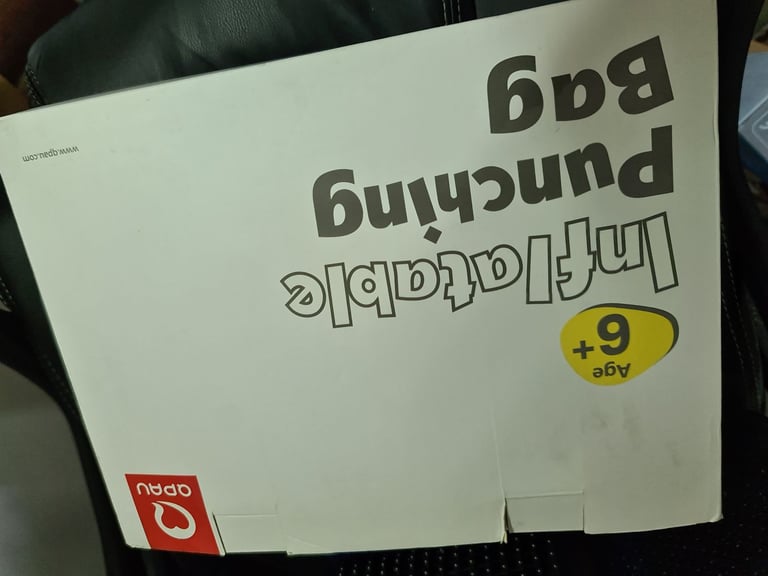 QPAU
Age
6+
Inflatable
Punching
Bag
www.qpau.com